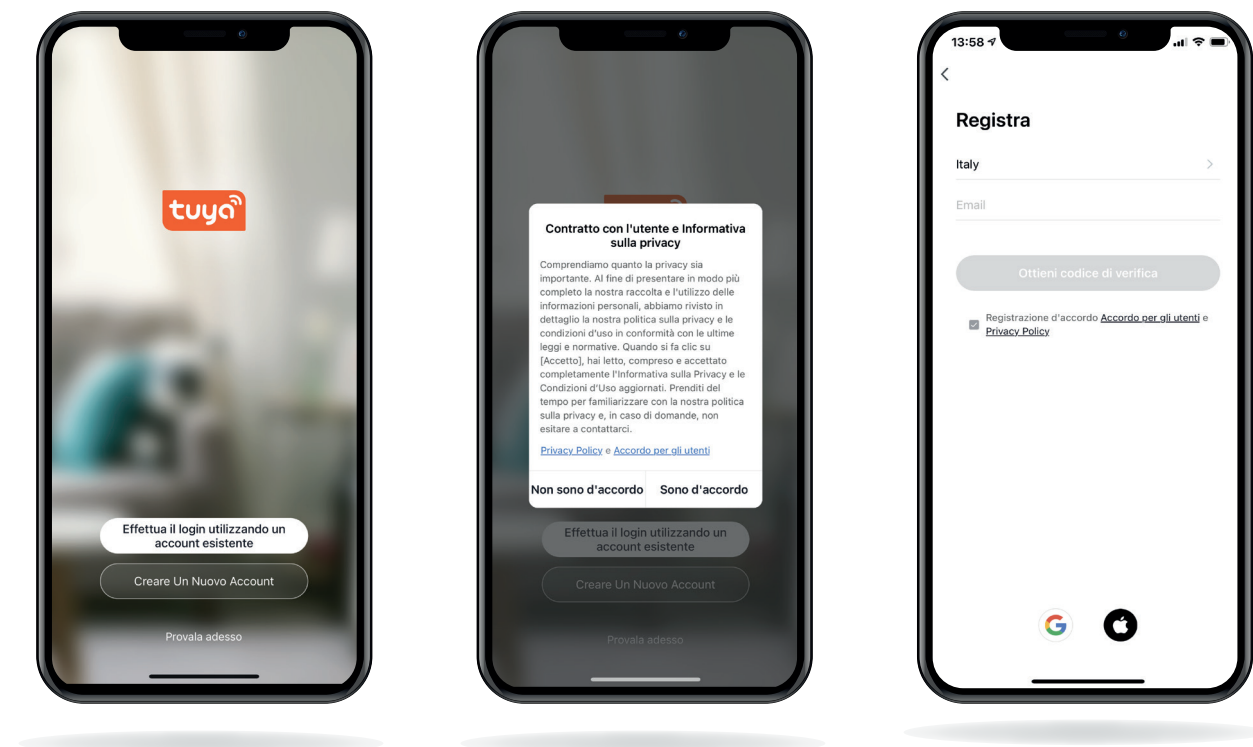 tuya
Effettua il login utilizzando un
account esistente
Creare Un Nuovo Account
Provala adesso
Contratto con l'utente e Informativa
sulla privacy
Comprendiamo quanto la privacy sia
importante. Al fine di presentare in modo più
completo la nostra raccolta e l'utilizzo delle
informazioni personali, abbiamo rivisto in
dettaglio la nostra politica sulla privacy e le
condizioni d'uso in conformità con le ultime
leggi e normative. Quando si fa clic su
[Accetto], hai letto, compreso e accettato
completamente l'Informativa sulla Privacy e le
Condizioni d'Uso aggiornati. Prenditi del
tempo per familiarizzare con la nostra politica
sulla privacy e, in caso di domande, non
esitare a contattarci.
Privacy Policy e Accordo per gli utenti
Non sono d'accordo Sono d'accordo
Effettua il login utilizzando un
account esistente
Creare Un Nuovo Account
Provala adesso
13:58
Registra
Italy
Email
Ottieni codice di verifica
Registrazione d'accordo Accordo per gli utenti e
Privacy Policy